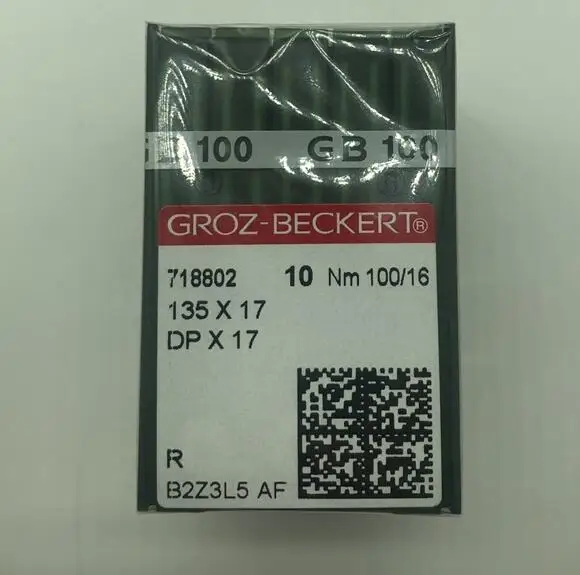 100 GB 100
GROZ-BECKERT®
718802 10 Nm 100/16
135 X 17
DP X 17
R
B2Z3L5 AF